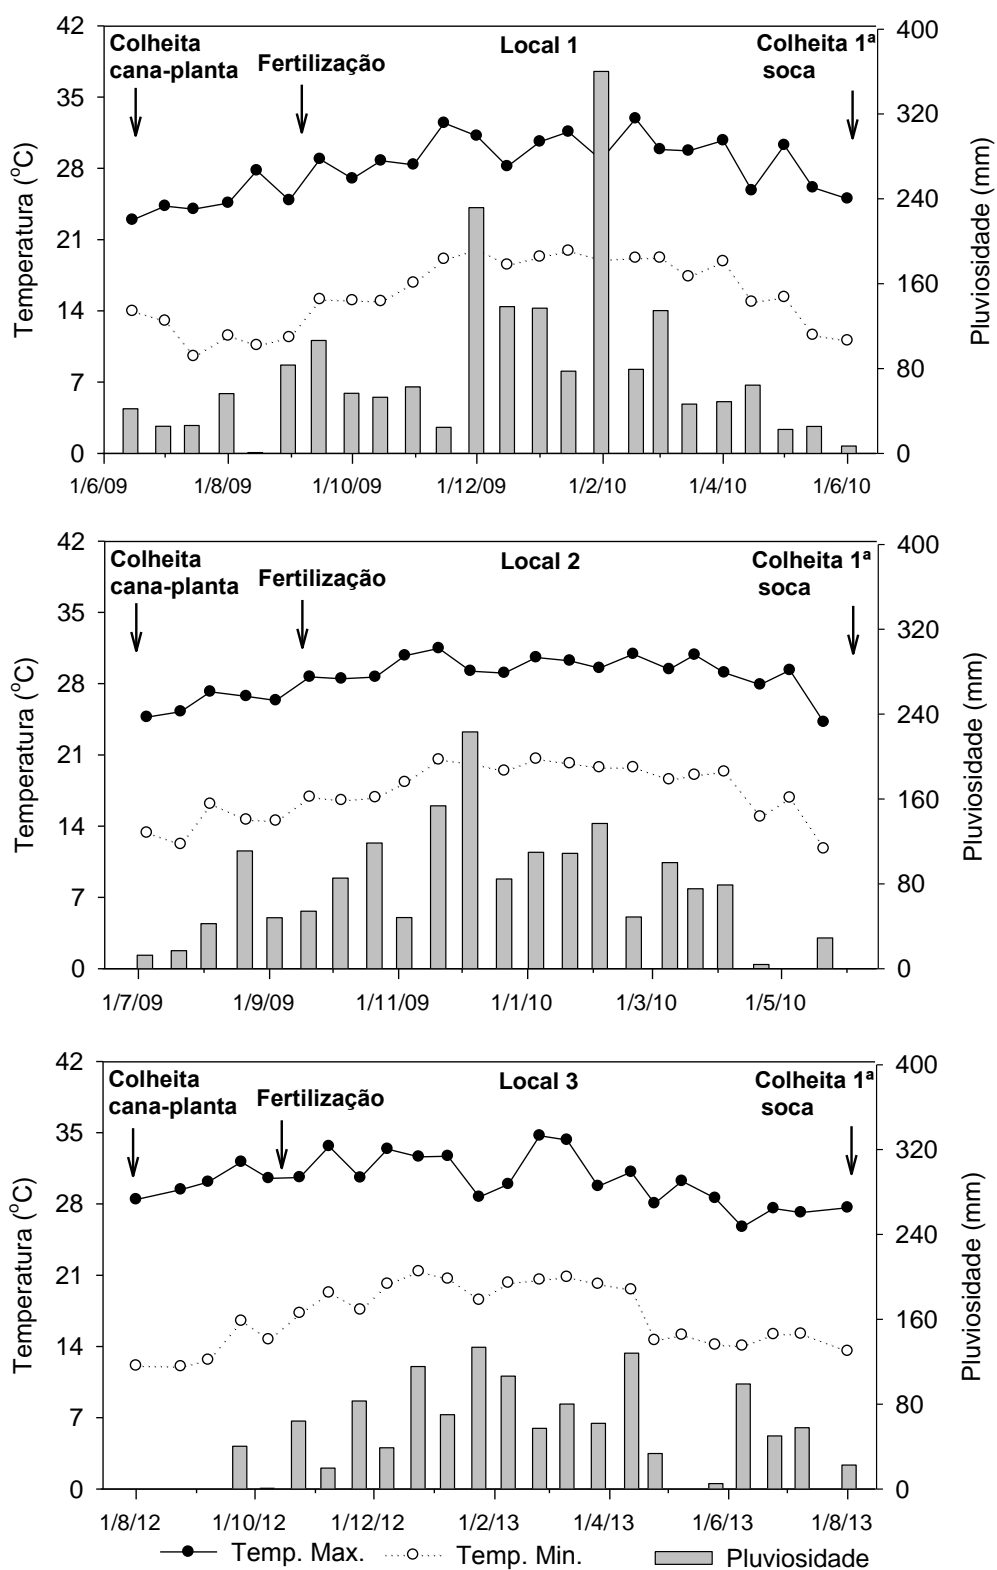 42
400
Colheita
cana-planta
Fertilização
Local 1
Colheita 1ª
soca
35
320
28
240
21
160
14
80
7
0
0
Temperatura (°C)
Pluviosidade (mm)
1/6/09 1/8/09 1/10/09 1/12/09 1/2/10 1/4/10 1/6/10
42
400
Colheita
cana-planta
Fertilização
Local 2
Colheita 1ª
soca
35
320
28
240
21
160
14
80
7
0
0
Temperatura (°C)
Pluviosidade (mm)
1/7/09 1/9/09 1/11/09 1/1/10 1/3/10 1/5/10
42
400
Colheita
cana-planta
Fertilização
Local 3
Colheita 1ª
soca
35
320
28
240
21
160
14
80
7
0
0
Temperatura (°C)
Pluviosidade (mm)
1/8/12 1/10/12 1/12/12 1/2/13 1/4/13 1/6/13 1/8/13
Temp. Max. Temp. Min. Pluviosidade